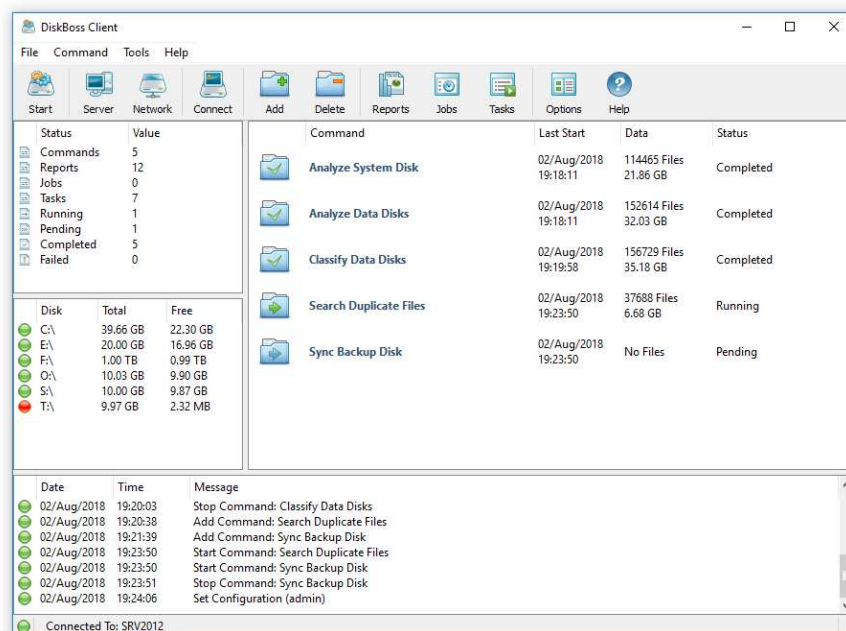 DiskBoss Client
File Command Tools Help
Start Server Network Connect Add Delete Reports Jobs Tasks Options Help
Status Value
Commands 5
Reports 12
Jobs 0
Tasks 7
Running 1
Pending 1
Completed 5
Failed 0
Disk Total Free
C:\ 39.66 GB 22.30 GB
E:\ 20.00 GB 16.96 GB
F:\ 1.00 TB 0.99 TB
O:\ 10.03 GB 9.90 GB
S:\ 10.00 GB 9.87 GB
T:\ 9.97 GB 2.32 MB
Command Last Start Data Status
Analyze System Disk 02/Aug/2018 19:18:11 114465 Files 21.86 GB Completed
Analyze Data Disks 02/Aug/2018 19:18:11 152614 Files 32.03 GB Completed
Classify Data Disks 02/Aug/2018 19:19:58 156729 Files 35.18 GB Completed
Search Duplicate Files 02/Aug/2018 19:23:50 37688 Files 6.68 GB Running
Sync Backup Disk 02/Aug/2018 19:23:50 No Files Pending
Date Time Message
02/Aug/2018 19:20:03 Stop Command: Classify Data Disks
02/Aug/2018 19:20:38 Add Command: Search Duplicate Files
02/Aug/2018 19:21:39 Add Command: Sync Backup Disk
02/Aug/2018 19:23:50 Start Command: Search Duplicate Files
02/Aug/2018 19:23:50 Start Command: Sync Backup Disk
02/Aug/2018 19:23:51 Stop Command: Sync Backup Disk
02/Aug/2018 19:24:06 Set Configuration (admin)
Connected To: SRV2012